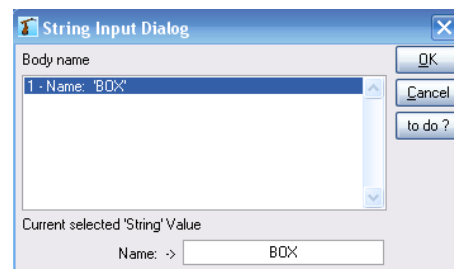 String Input Dialog
Body name
OK
1 - Name: 'BOX'
Cancel
to do ?
Current selected 'String' Value
Name: -> BOX